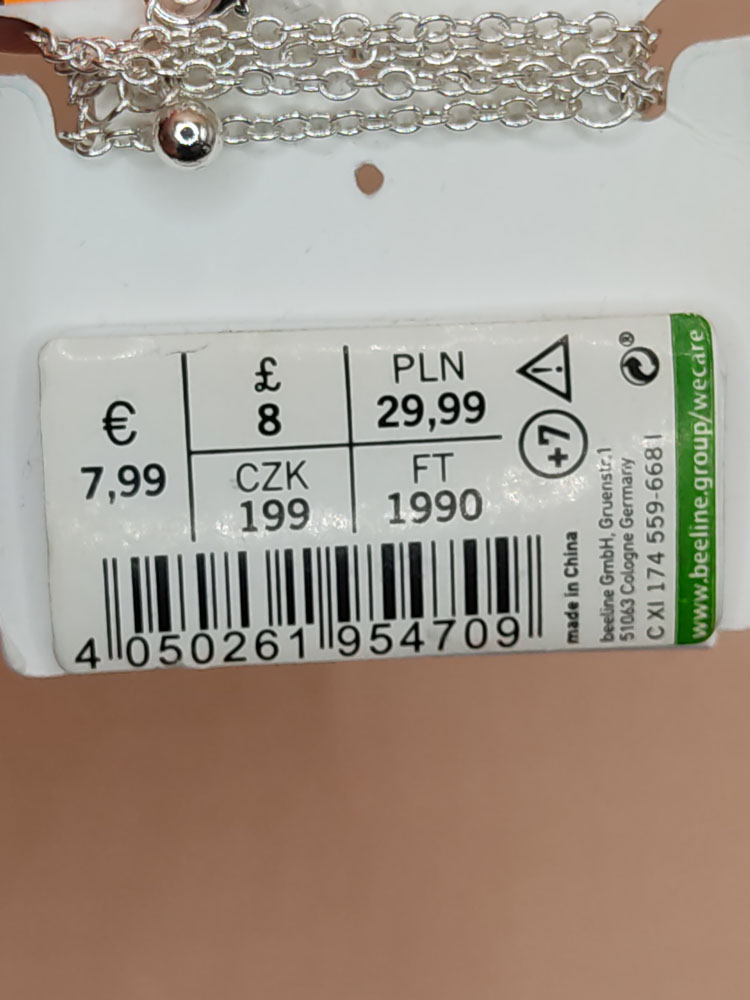 €
7,99
£
8
PLN
29,99
CZK
199
FT
1990
+7
4 050261 954709
made in China
beeline GmbH, Gruenstr.1
51063 Cologne Germany
C XI 174 559-6681
www.beeline.group/wecare